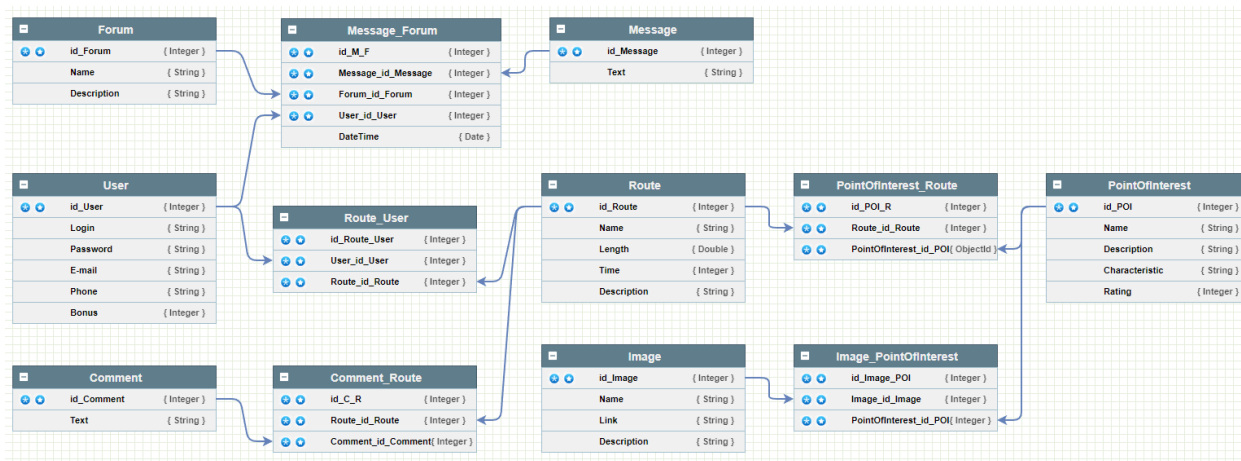 Forum
id_Forum { Integer }
Name { String }
Description { String }
Message_Forum
id_M_F { Integer }
Message_id_Message { Integer }
Forum_id_Forum { Integer }
User_id_User { Integer }
DateTime { Date }
Message
id_Message { Integer }
Text { String }
User
id_User { Integer }
Login { String }
Password { String }
E-mail { String }
Phone { String }
Bonus { Integer }
Route_User
id_Route_User { Integer }
User_id_User { Integer }
Route_id_Route { Integer }
Route
id_Route { Integer }
Name { String }
Length { Double }
Time { Integer }
Description { String }
PointOfInterest_Route
id_POI_R { Integer }
Route_id_Route { Integer }
PointOfInterest_id_POI{ ObjectId }
PointOfInterest
id_POI { Integer }
Name { String }
Description { String }
Characteristic { String }
Rating { Integer }
Comment
id_Comment { Integer }
Text { String }
Comment_Route
id_C_R { Integer }
Route_id_Route { Integer }
Comment_id_Comment{ Integer }
Image
id_Image { Integer }
Name { String }
Link { String }
Description { String }
Image_PointOfInterest
id_Image_POI { Integer }
Image_id_Image { Integer }
PointOfInterest_id_POI{ Integer }